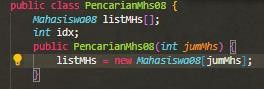 public class PencarianMhs08 {
Mahasiswa08 listMHs[];
int idx;
public PencarianMhs08(int jumMhs) {
listMHs = new Mahasiswa08[jumMhs];
}